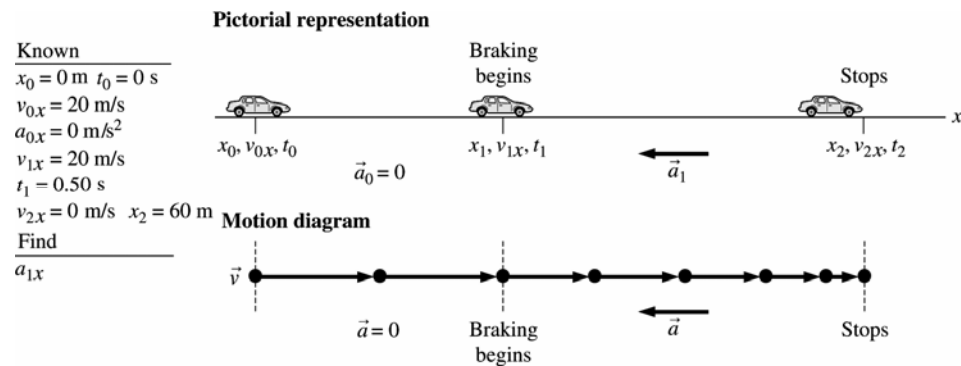 Pictorial representation
Known
x₀ = 0 m t₀ = 0 s
v₀ₓ = 20 m/s
a₀ₓ = 0 m/s²
v₁ₓ = 20 m/s
t₁ = 0.50 s
v₂ₓ = 0 m/s x₂ = 60 m
Find
a₁ₓ
Braking
begins
Stops
x
x₀, v₀ₓ, t₀
x₁, v₁ₓ, t₁
x₂, v₂ₓ, t₂
a⃗₀ = 0
a⃗₁
Motion diagram
v⃗
a⃗ = 0
Braking
begins
a⃗
Stops